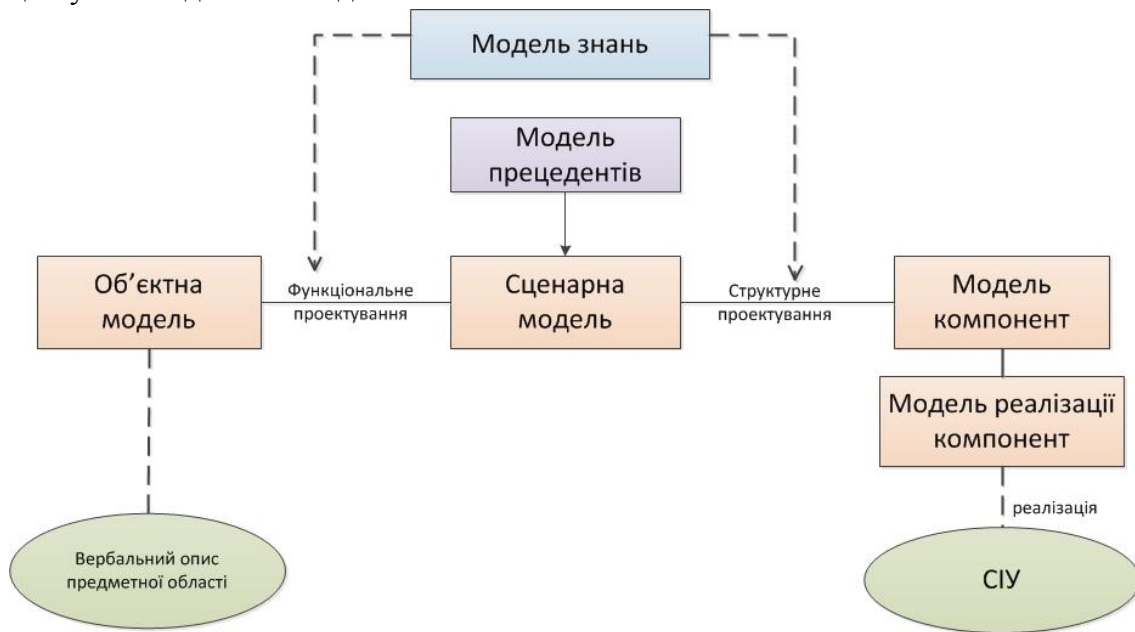 Модель знань
Модель
прецедентів
Об’єктна
модель
Функціональне
проектування
Сценарна
модель
Структурне
проектування
Модель
компонент
Модель реалізації
компонент
реалізація
Вербальний опис
предметної області
СІУ